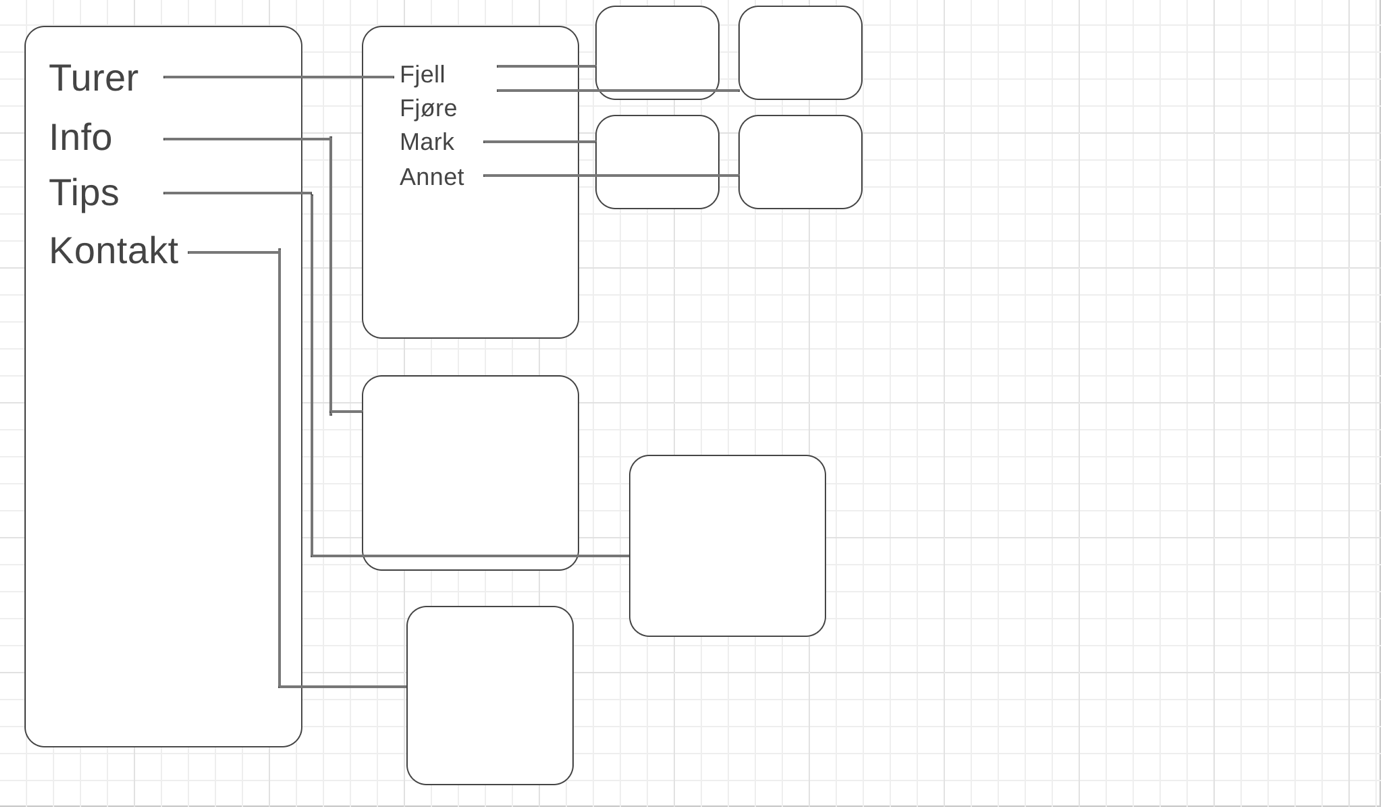 Turer
Info
Tips
Kontakt
Fjell
Fjøre
Mark
Annet